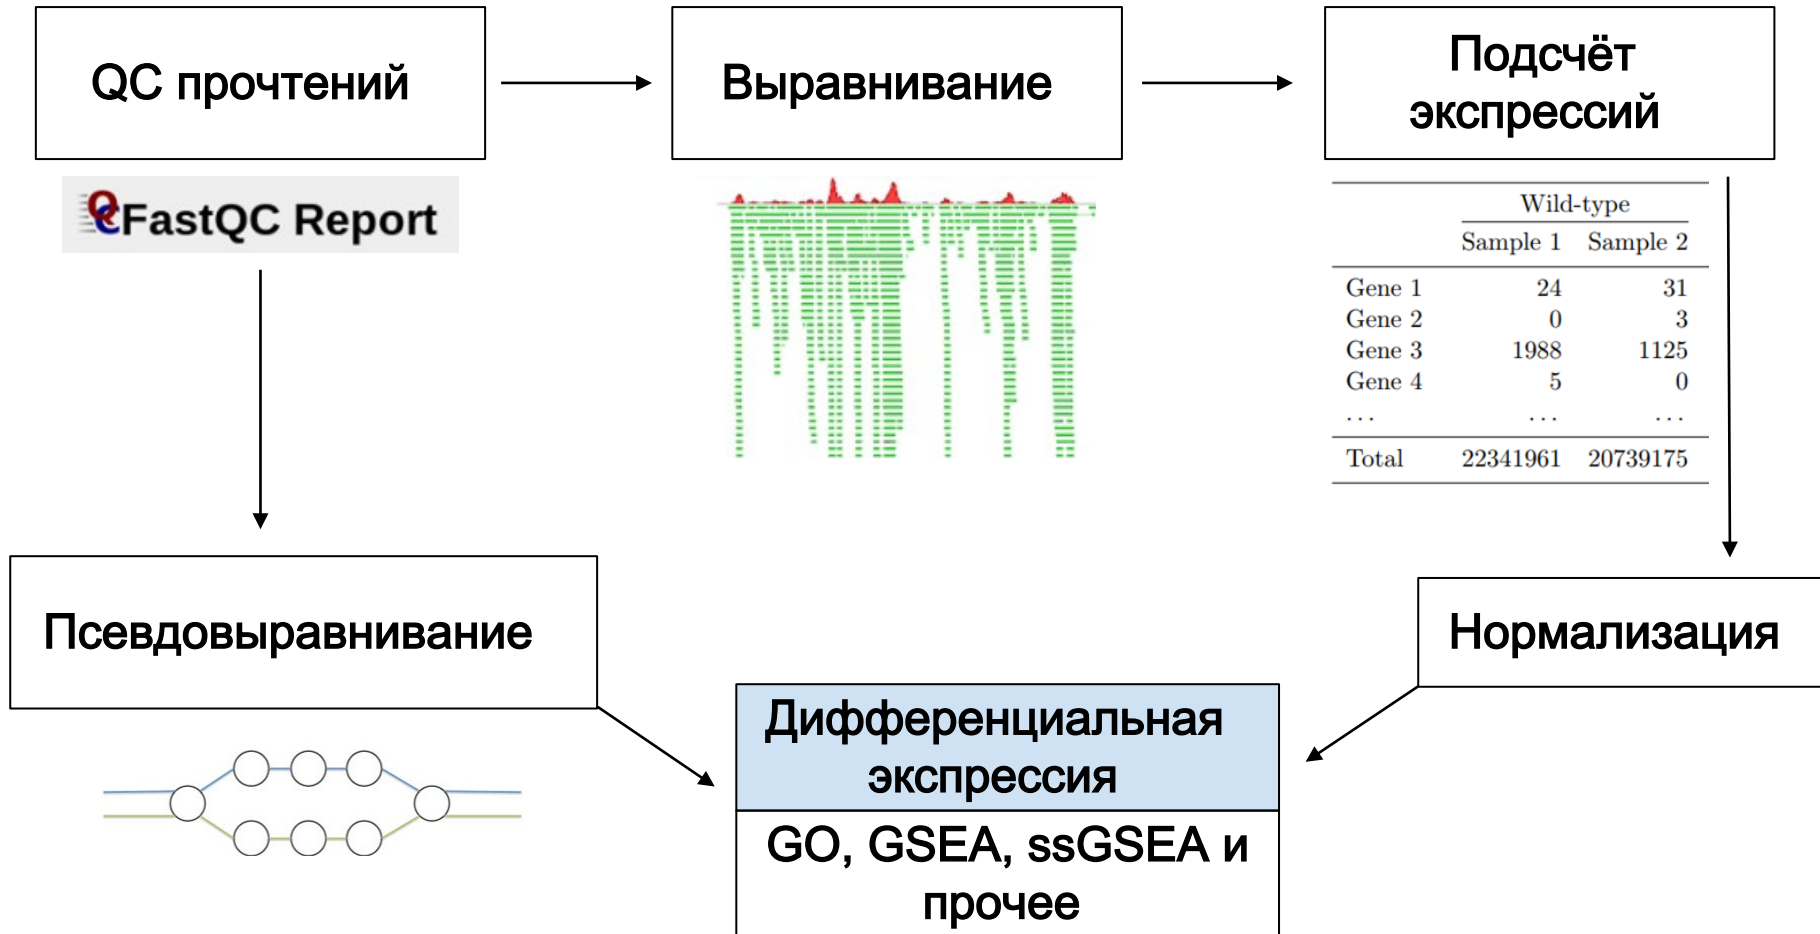 QC прочтений
Выравнивание
Подсчёт
экспрессий
QC FastQC Report
Wild-type
Sample 1 Sample 2
Gene 1 24 31
Gene 2 0 3
Gene 3 1988 1125
Gene 4 5 0
... ... ...
Total 22341961 20739175
Псевдовыравнивание
Нормализация
Дифференциальная
экспрессия
GO, GSEA, ssGSEA и
прочее